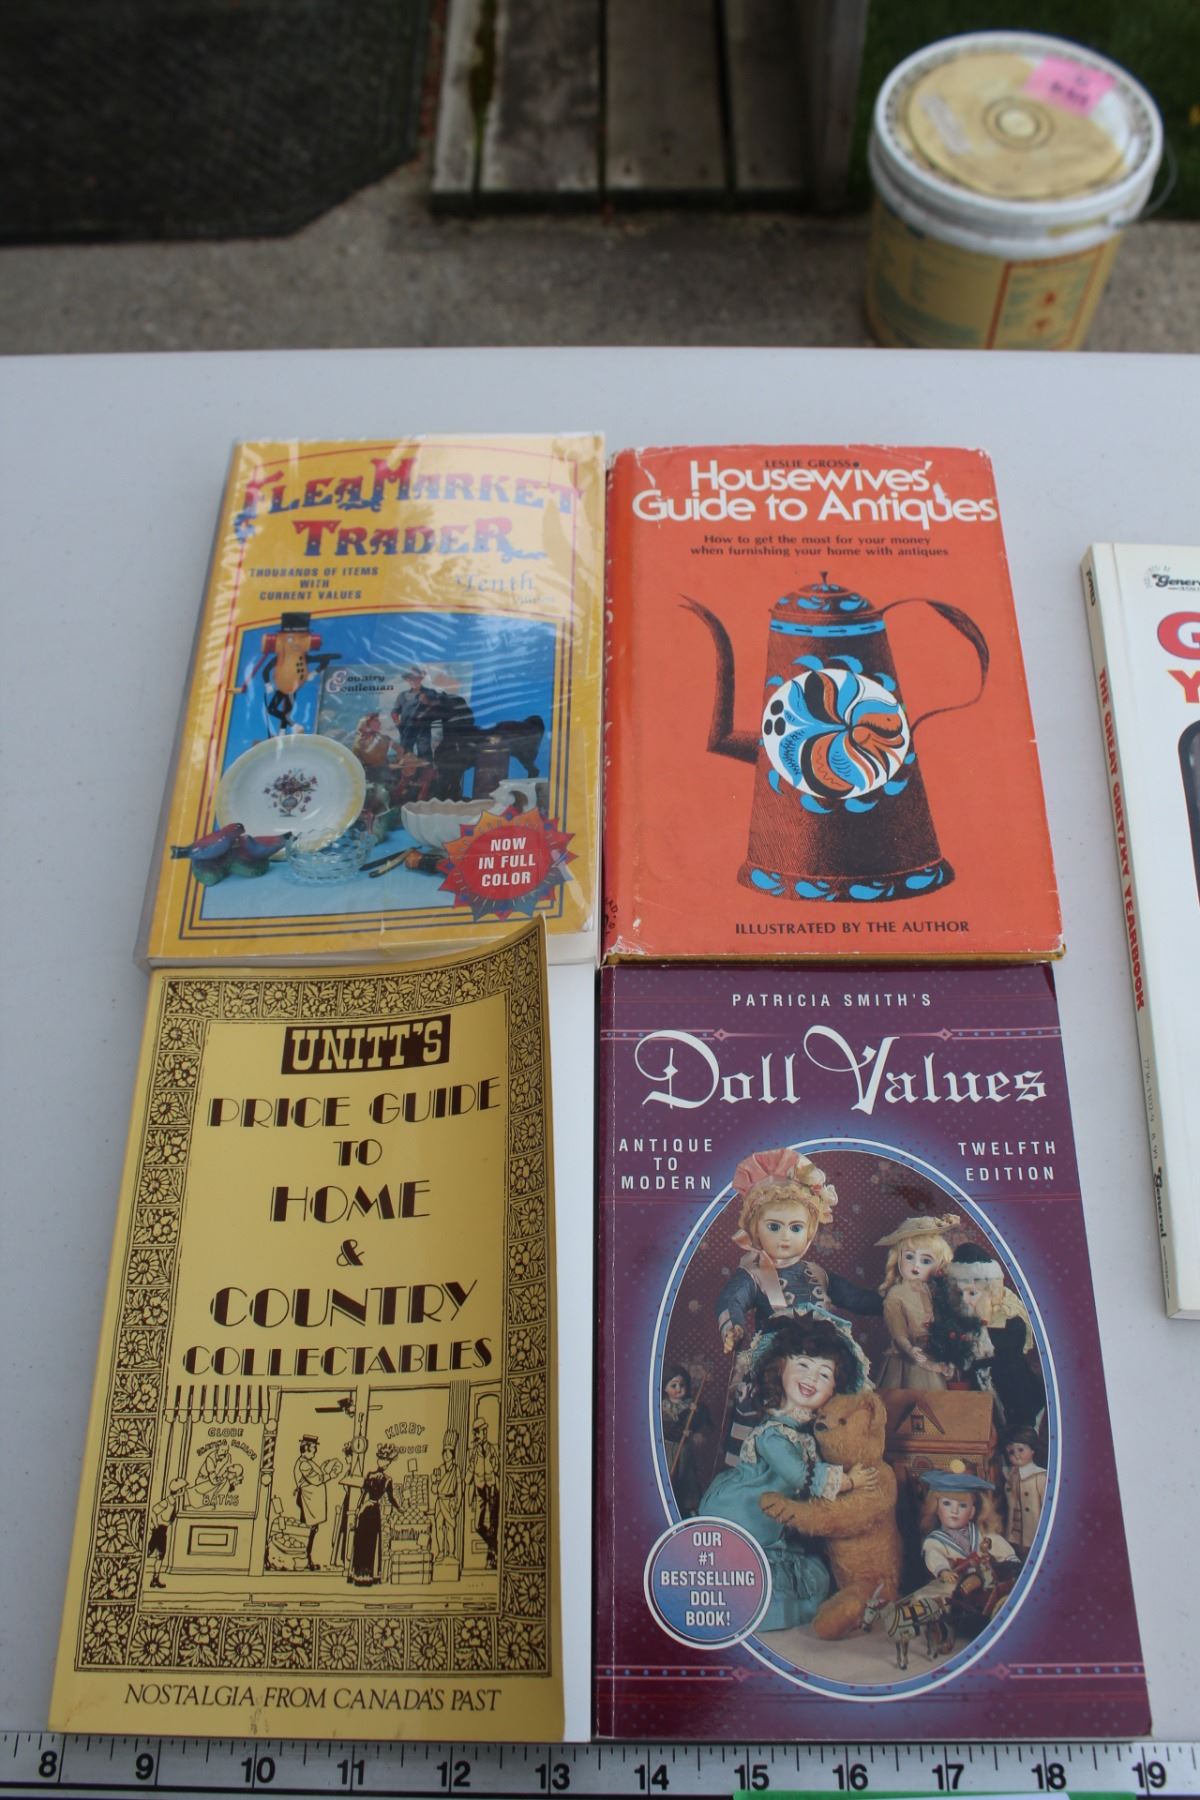 FLEA MARKET
TRADER
THOUSANDS OF ITEMS
WITH
CURRENT VALUES
Tenth
Country
Gentleman
NOW
IN FULL
COLOR
LESLIE GROSS
Housewives'
Guide to Antiques
How to get the most for your money
when furnishing your home with antiques
ILLUSTRATED BY THE AUTHOR
UNITT'S
PRICE GUIDE
TO
HOME
&
COUNTRY
COLLECTABLES
GLOBE
BATHS
KIRBY
NOSTALGIA FROM CANADA'S PAST
PATRICIA SMITH'S
Doll Values
ANTIQUE
TO
MODERN
TWELFTH
EDITION
OUR
#1
BESTSELLING
DOLL
BOOK!
THE GREAT GRETZKY YEARBOOK
General
8 9 10 11 12 13 14 15 16 17 18 19